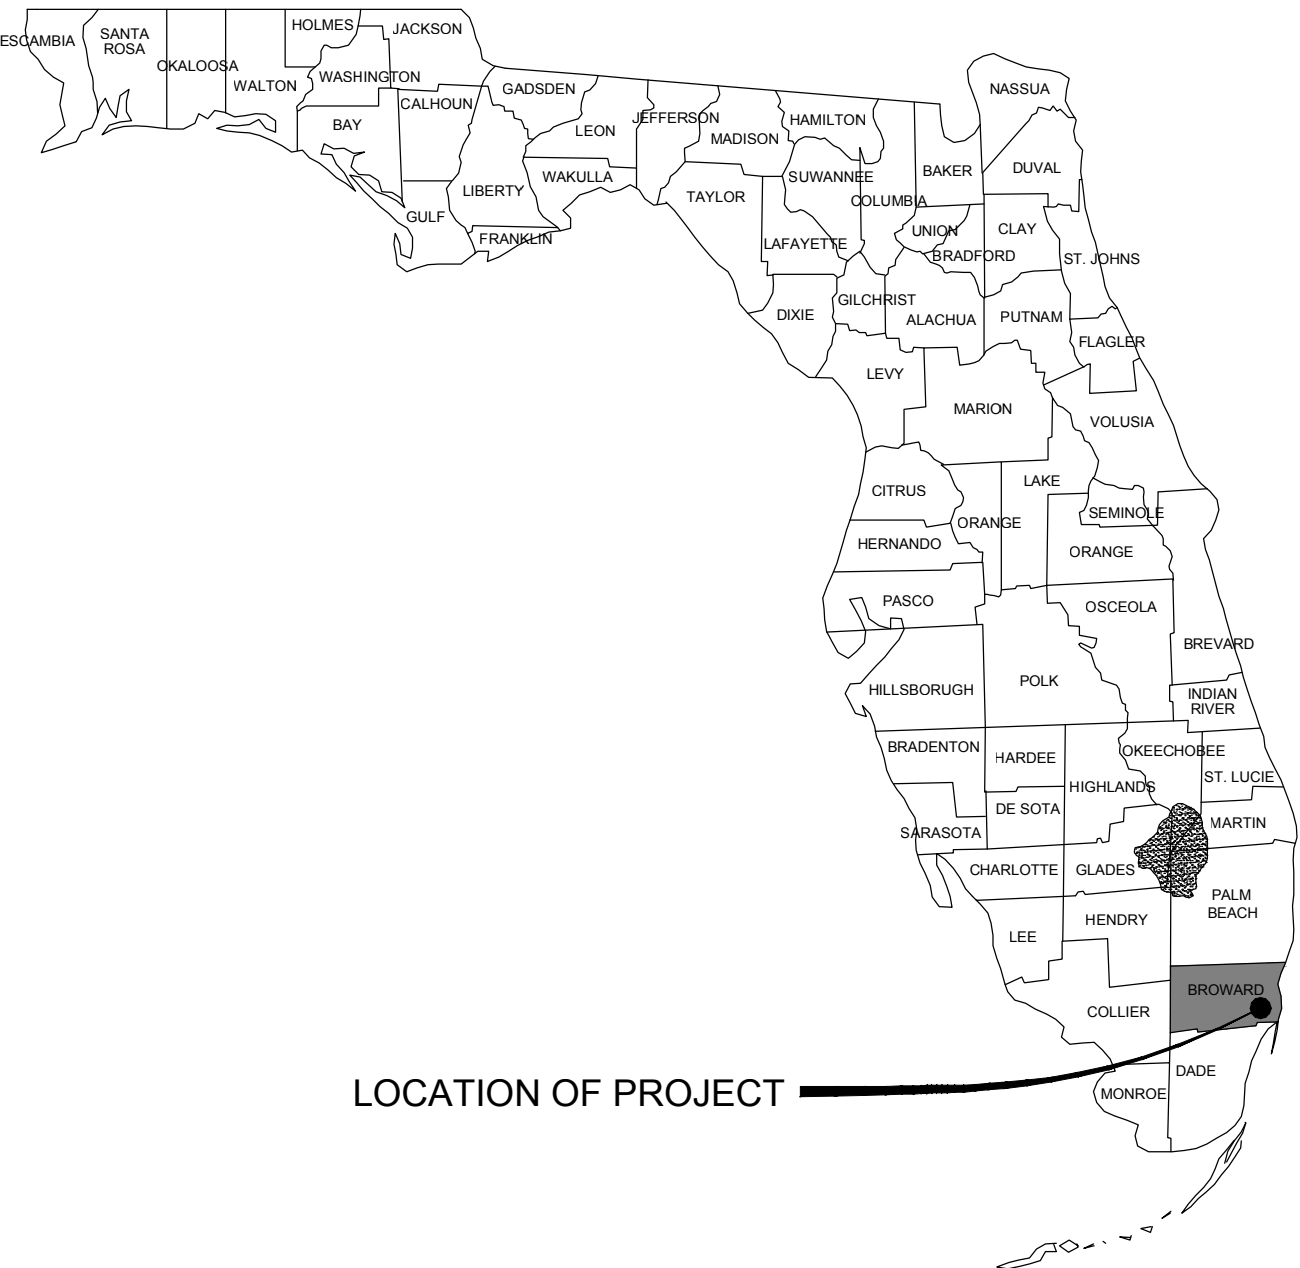 ESCAMBIA
SANTA
ROSA
OKALOOSA
WALTON
HOLMES
JACKSON
WASHINGTON
BAY
CALHOUN
GULF
LIBERTY
GADSDEN
FRANKLIN
LEON
WAKULLA
JEFFERSON
MADISON
TAYLOR
HAMILTON
SUWANNEE
LAFAYETTE
COLUMBIA
BAKER
NASSUA
DUVAL
UNION
BRADFORD
CLAY
ST. JOHNS
DIXIE
GILCHRIST
ALACHUA
PUTNAM
FLAGLER
LEVY
MARION
VOLUSIA
CITRUS
LAKE
ORANGE
SEMINOLE
HERNANDO
ORANGE
PASCO
OSCEOLA
BREVARD
HILLSBORUGH
POLK
INDIAN
RIVER
BRADENTON
HARDEE
OKEECHOBEE
ST. LUCIE
HIGHLANDS
DE SOTA
SARASOTA
MARTIN
CHARLOTTE
GLADES
PALM
BEACH
LEE
HENDRY
BROWARD
COLLIER
DADE
MONROE
LOCATION OF PROJECT